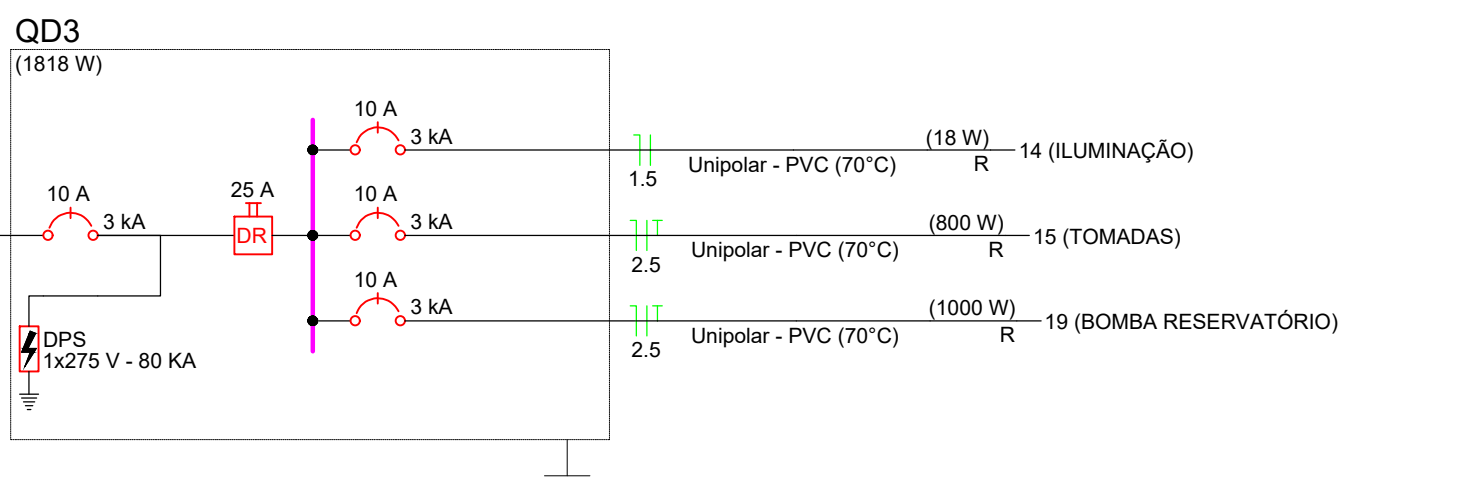 QD3
(1818 W)
10 A
3 kA
25 A
DR
DPS
1x275 V - 80 KA
10 A
3 kA
1.5
Unipolar - PVC (70°C)
(18 W)
R
14 (ILUMINAÇÃO)
10 A
3 kA
2.5
Unipolar - PVC (70°C)
(800 W)
R
15 (TOMADAS)
10 A
3 kA
2.5
Unipolar - PVC (70°C)
(1000 W)
R
19 (BOMBA RESERVATÓRIO)